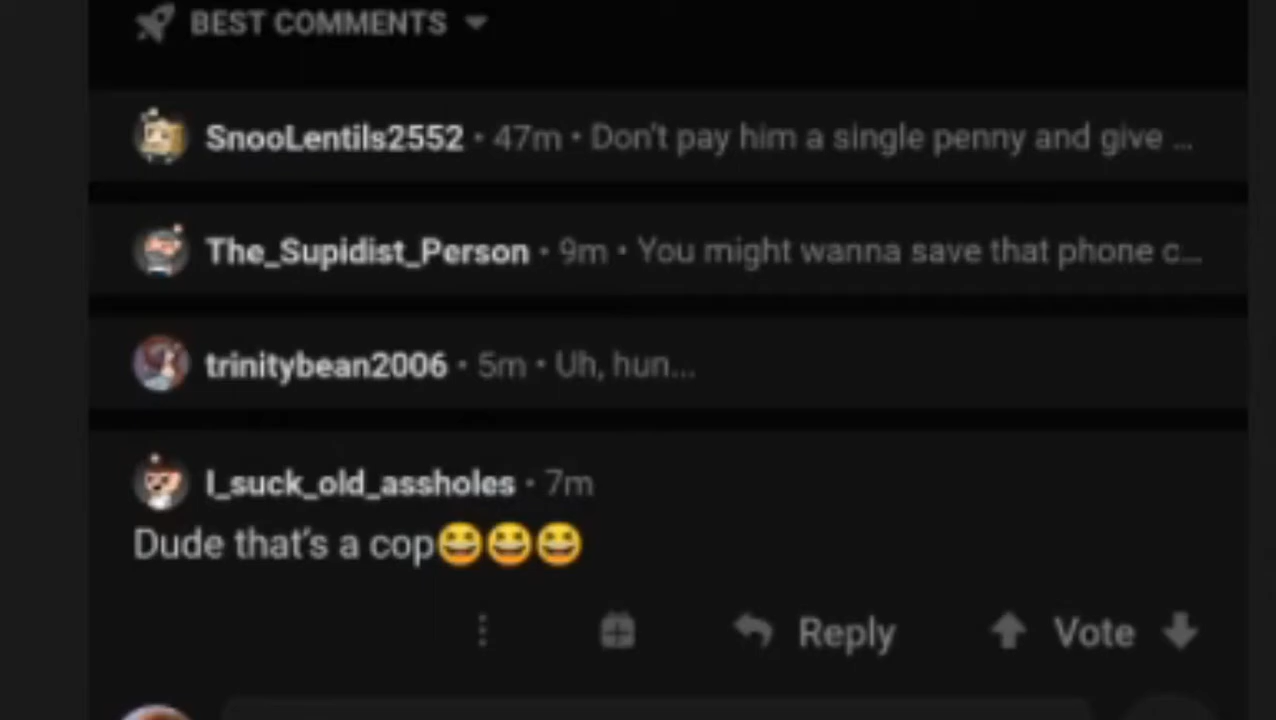 BEST COMMENTS
SnooLentils2552 • 47m • Don't pay him a single penny and give ...
The_Supidist_Person • 9m • You might wanna save that phone c...
trinitybean2006 • 5m • Uh, hun...
I_suck_old_assholes • 7m
Dude that's a cop😄😄😄
Reply Vote